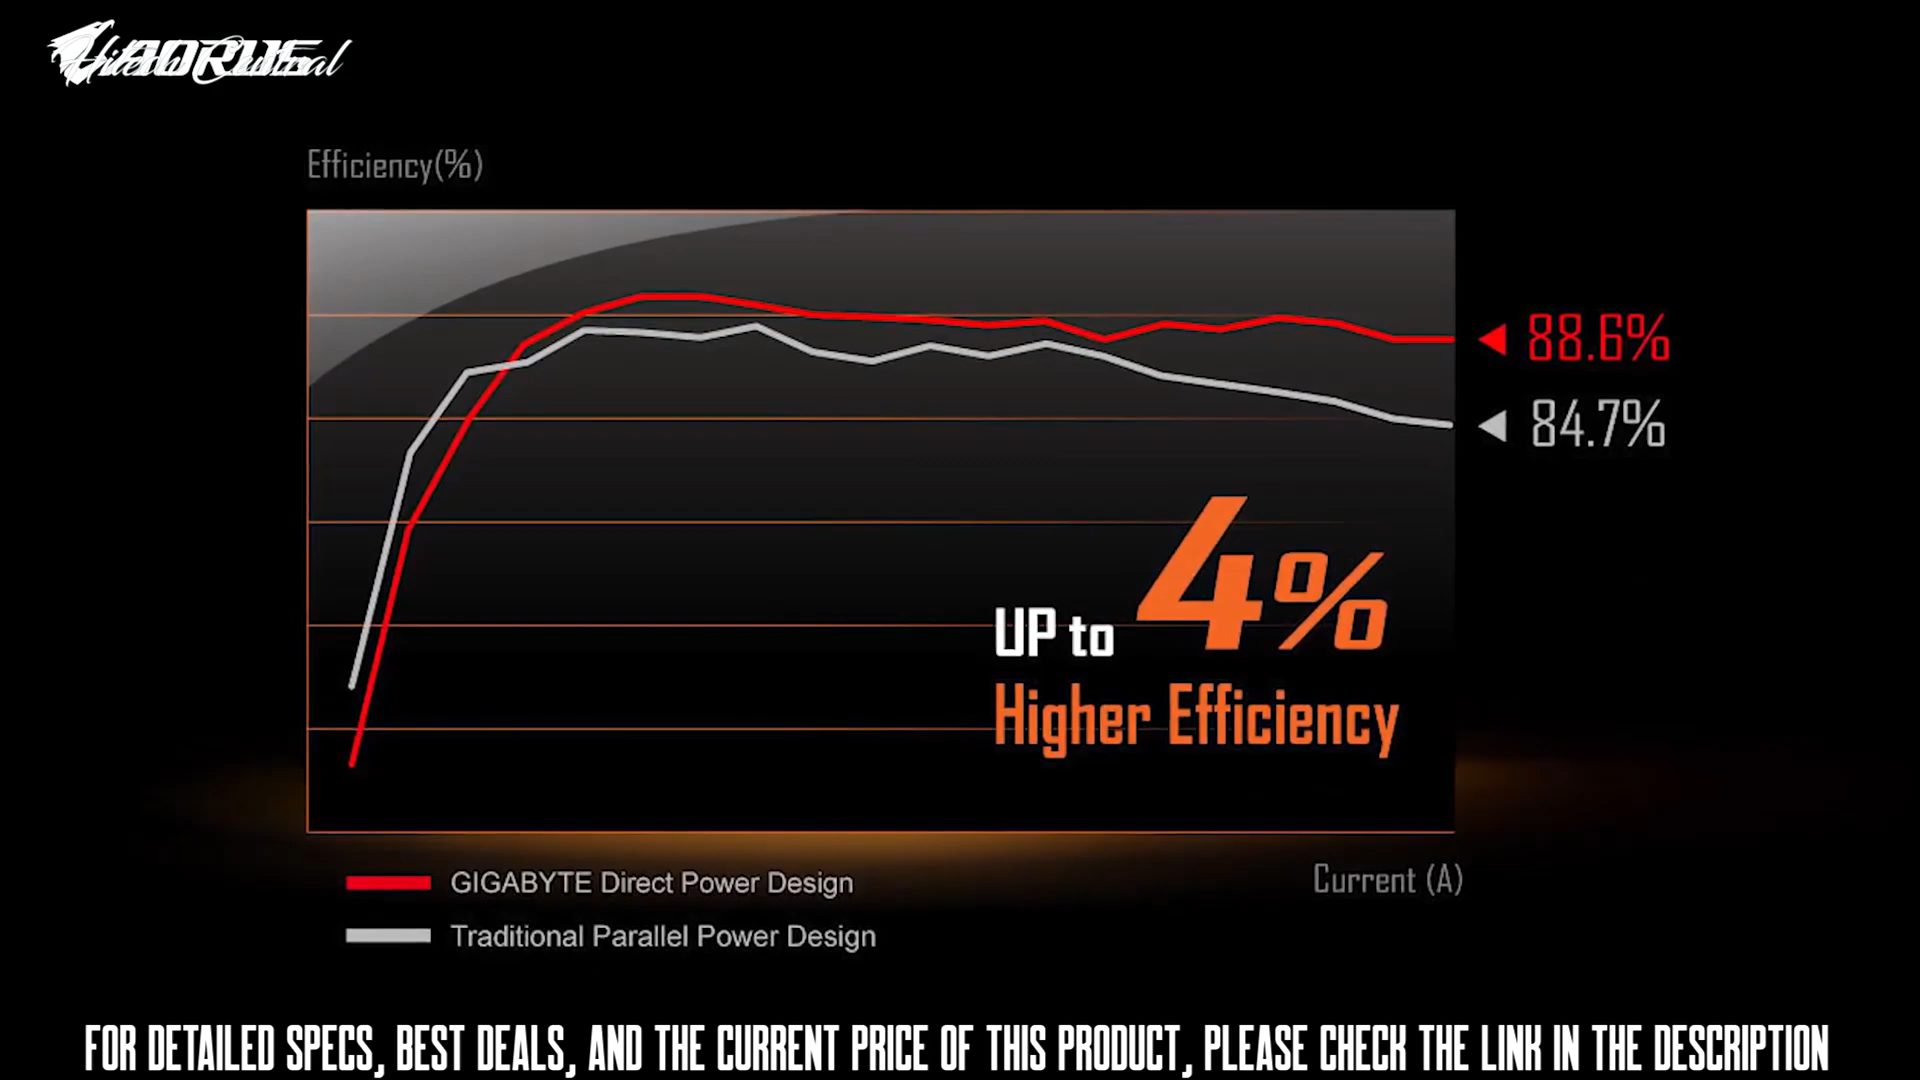 AORUS
Efficiency(%)
88.6%
84.7%
UP to 4%
Higher Efficiency
GIGABYTE Direct Power Design
Current (A)
Traditional Parallel Power Design
FOR DETAILED SPECS, BEST DEALS, AND THE CURRENT PRICE OF THIS PRODUCT, PLEASE CHECK THE LINK IN THE DESCRIPTION